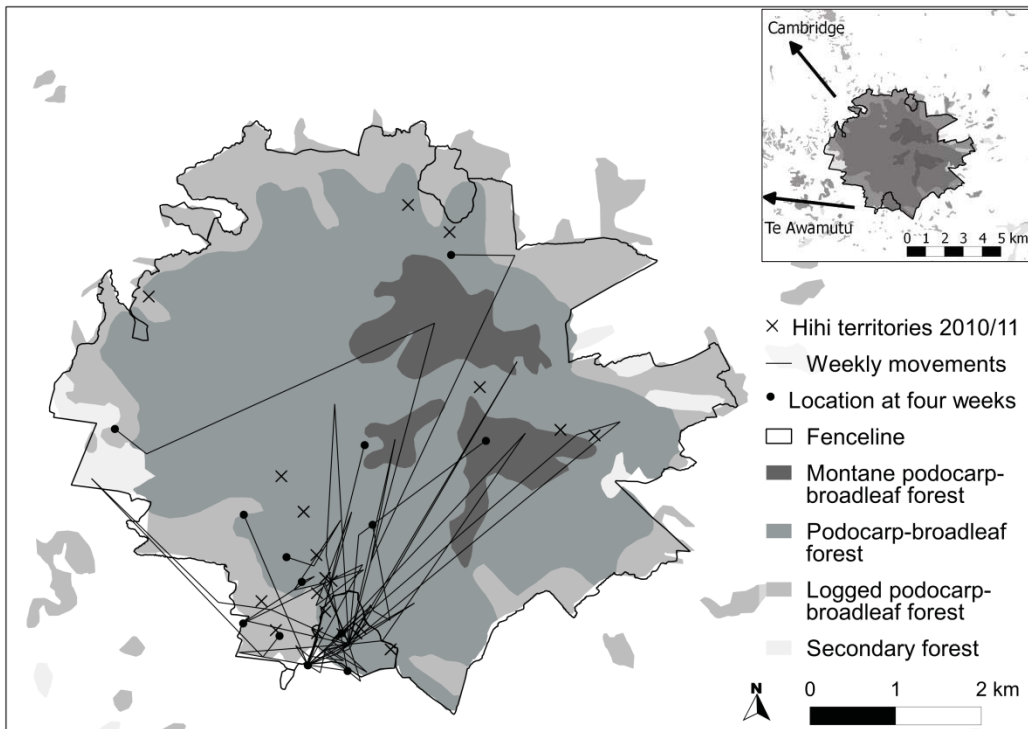 Cambridge
Te Awamutu
0 1 2 3 4 5 km
Hihi territories 2010/11
Weekly movements
Location at four weeks
Fenceline
Montane podocarp-
broadleaf forest
Podocarp-broadleaf
forest
Logged podocarp-
broadleaf forest
Secondary forest
N
0 1 2 km